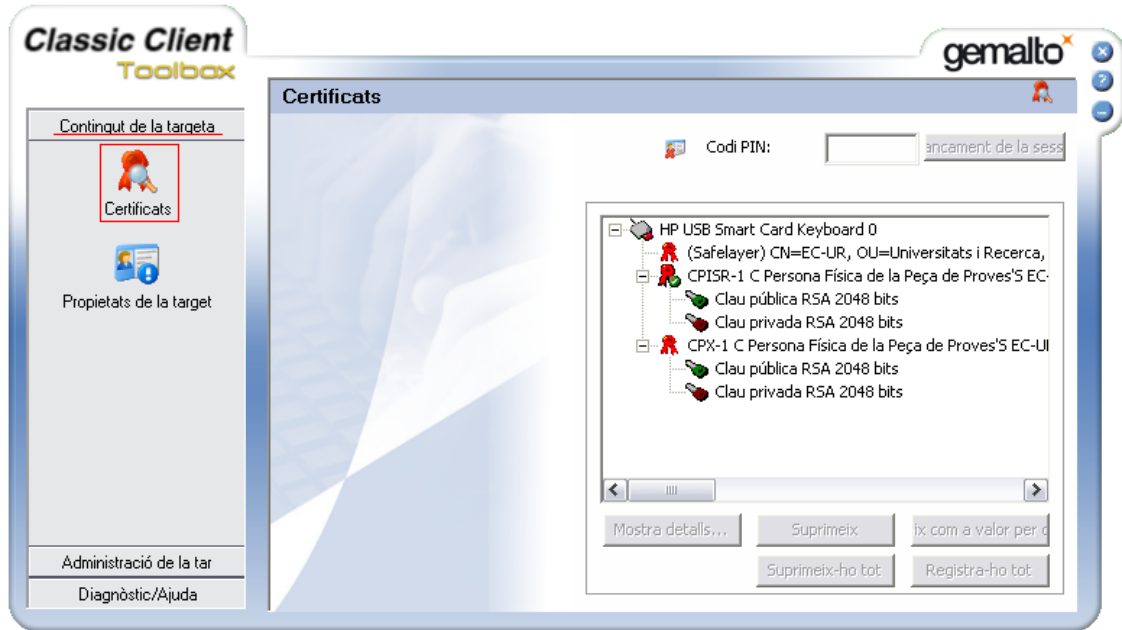 Classic Client
Toolbox
gemalto
Certificats
Contingut de la targeta
Certificats
Propietats de la target
Administració de la tar
Diagnòstic/Ajuda
Codi PIN:
ançament de la sess
HP USB Smart Card Keyboard 0
(Safelayer) CN=EC-UR, OU=Universitats i Recerca,
CPISR-1 C Persona Física de la Peça de Proves'S EC-
Clau pública RSA 2048 bits
Clau privada RSA 2048 bits
CPX-1 C Persona Física de la Peça de Proves'S EC-UI
Clau pública RSA 2048 bits
Clau privada RSA 2048 bits
Mostra detalls...
Suprimeix
ix com a valor per d
Suprimeix-ho tot
Registra-ho tot